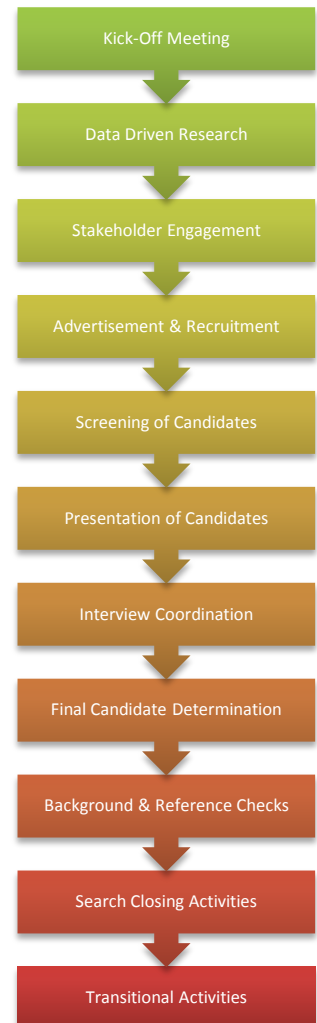 Kick-Off Meeting
Data Driven Research
Stakeholder Engagement
Advertisement & Recruitment
Screening of Candidates
Presentation of Candidates
Interview Coordination
Final Candidate Determination
Background & Reference Checks
Search Closing Activities
Transitional Activities